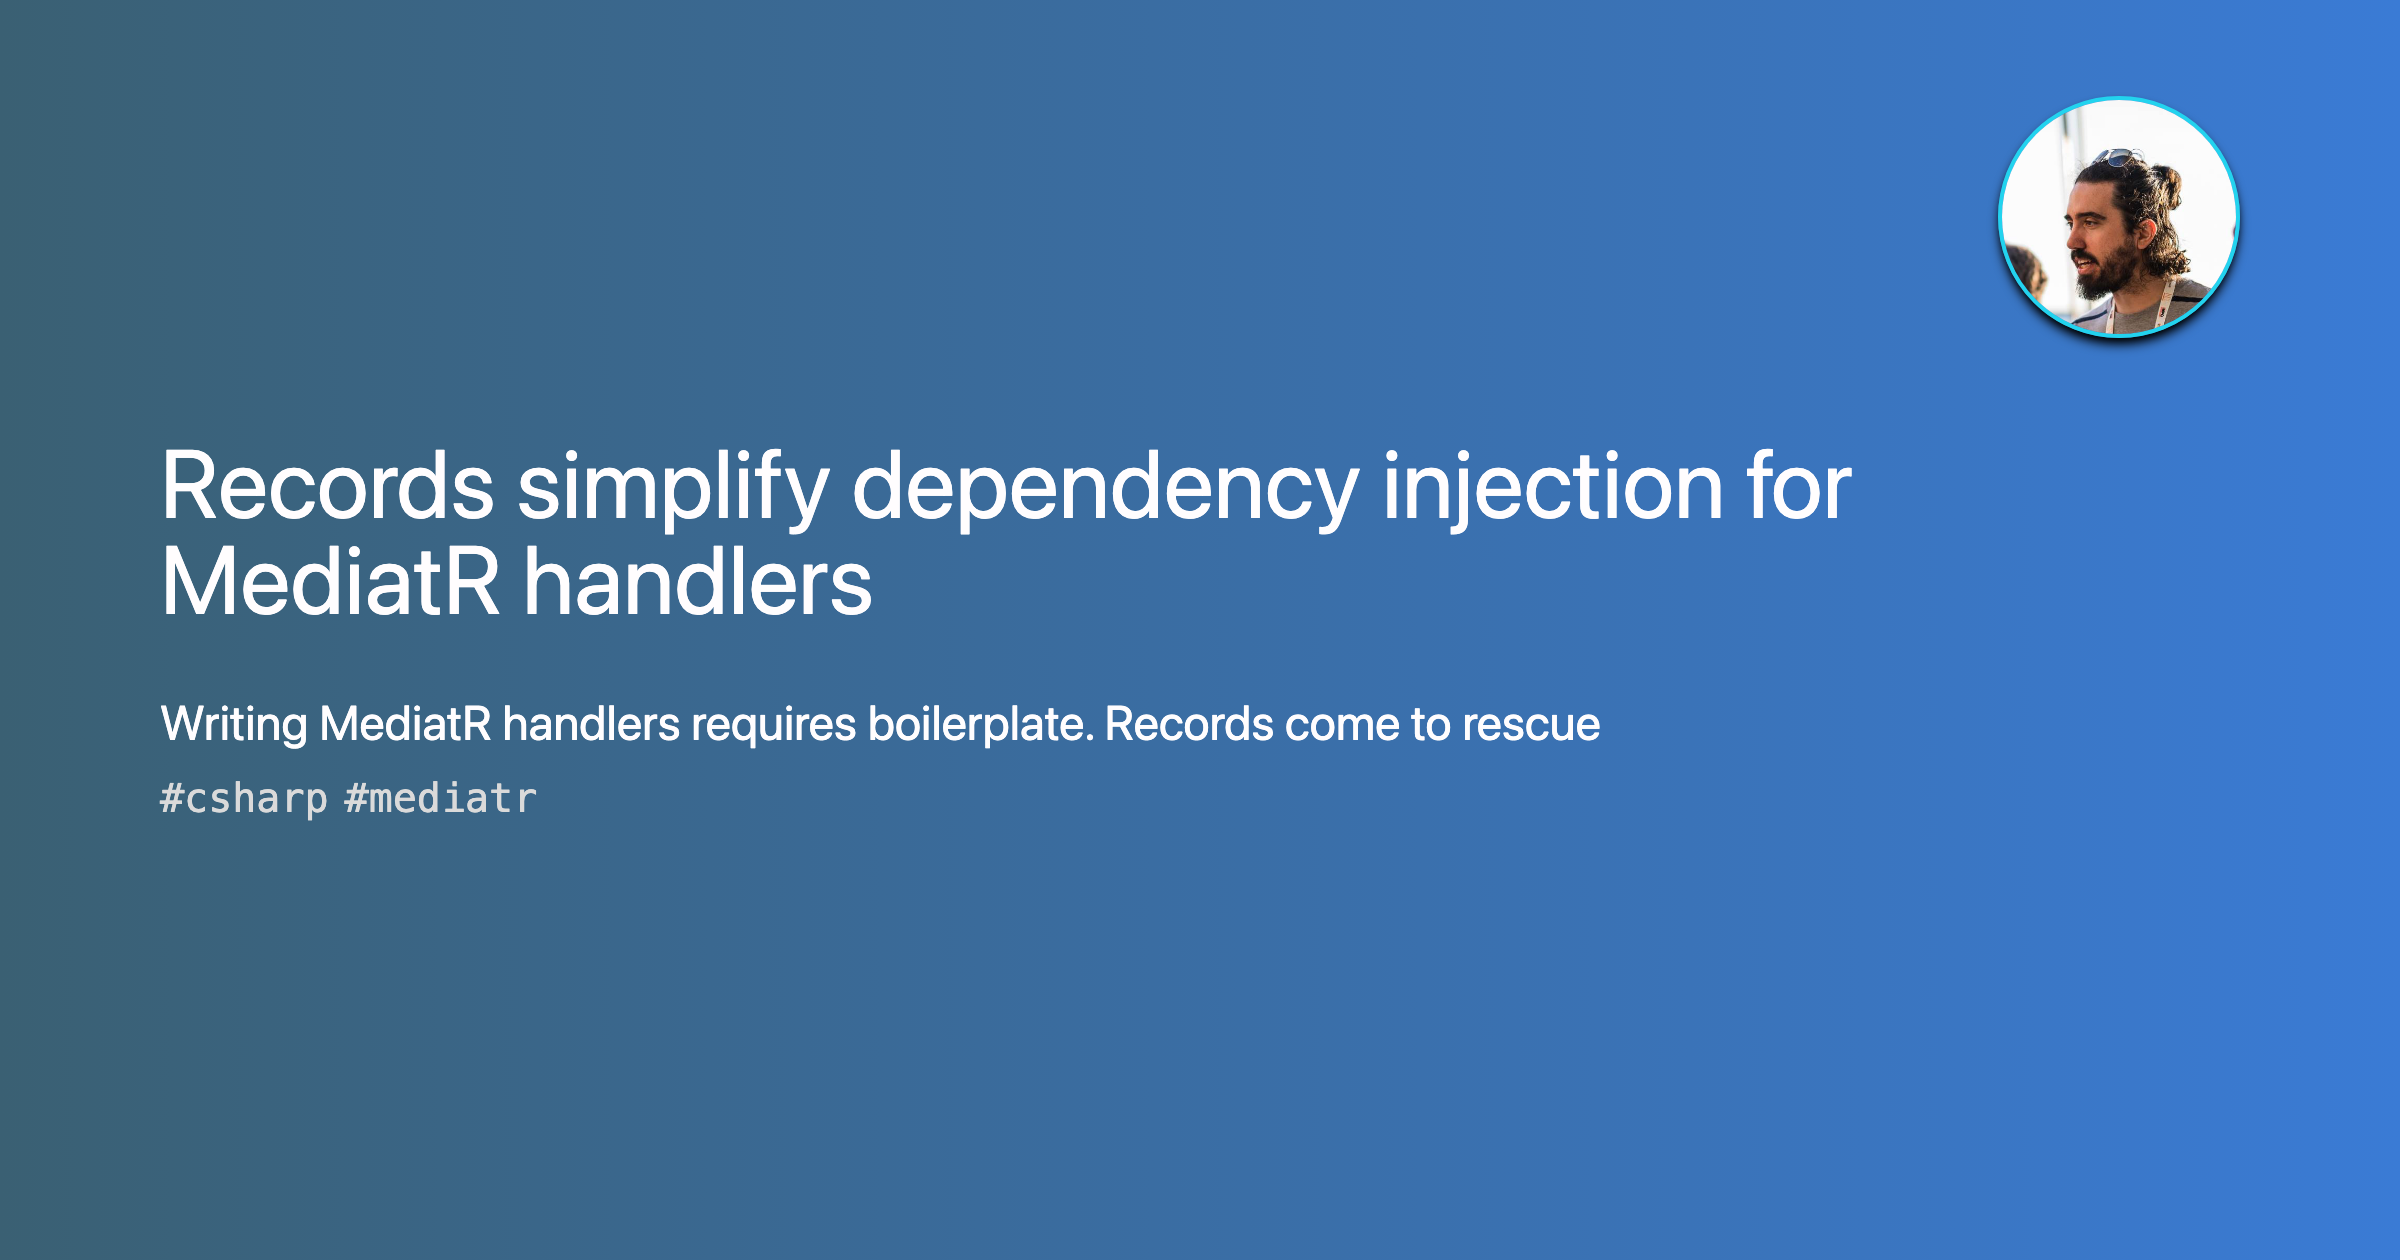 Records simplify dependency injection for
MediatR handlers
Writing MediatR handlers requires boilerplate. Records come to rescue
#csharp #mediatr